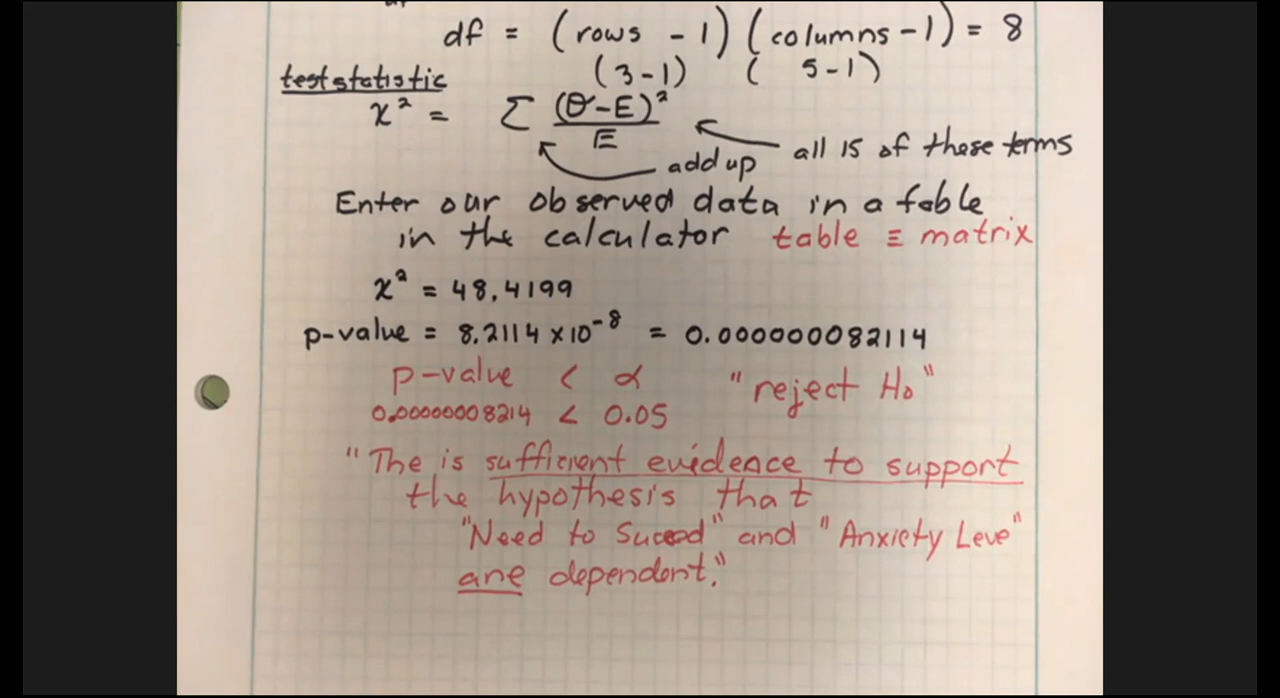 df = (rows - 1) (columns - 1) = 8
(3-1) ( 5-1)
test statistic
χ² = Σ (O-E)²/E
all 15 of these terms
add up
Enter our observed data in a table
in the calculator table ≡ matrix
χ² = 48.4199
p-value = 8.2114 x 10⁻⁸ = 0.000000082114
p-value < α "reject Ho"
0.00000008214 < 0.05
"The is sufficient evidence to support
the hypothesis that
"Need to Succed" and "Anxiety Leve"
are dependent."